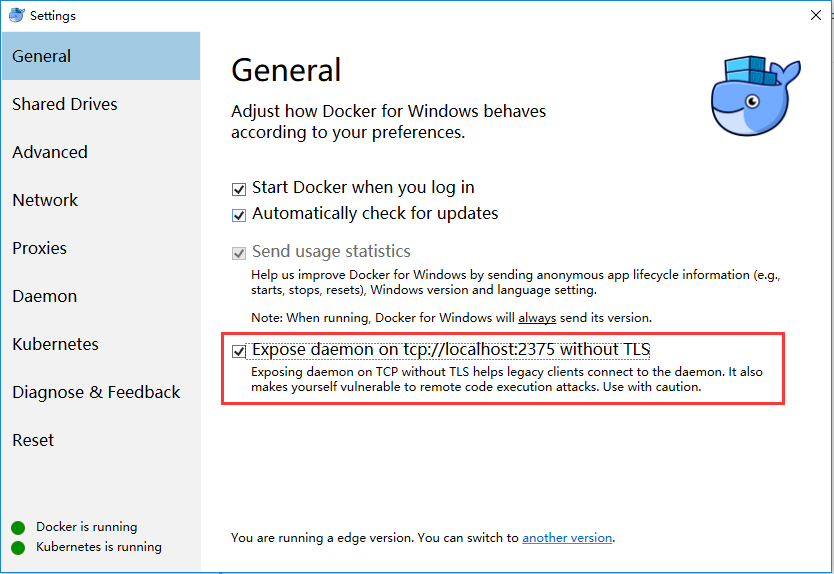 Settings
General
Shared Drives
Advanced
Network
Proxies
Daemon
Kubernetes
Diagnose & Feedback
Reset
Docker is running
Kubernetes is running
General
Adjust how Docker for Windows behaves
according to your preferences.
Start Docker when you log in
Automatically check for updates
Send usage statistics
Help us improve Docker for Windows by sending anonymous app lifecycle information (e.g.,
starts, stops, resets), Windows version and language setting.
Note: When running, Docker for Windows will always send its version.
Expose daemon on tcp://localhost:2375 without TLS
Exposing daemon on TCP without TLS helps legacy clients connect to the daemon. It also
makes yourself vulnerable to remote code execution attacks. Use with caution.
You are running a edge version. You can switch to another version.